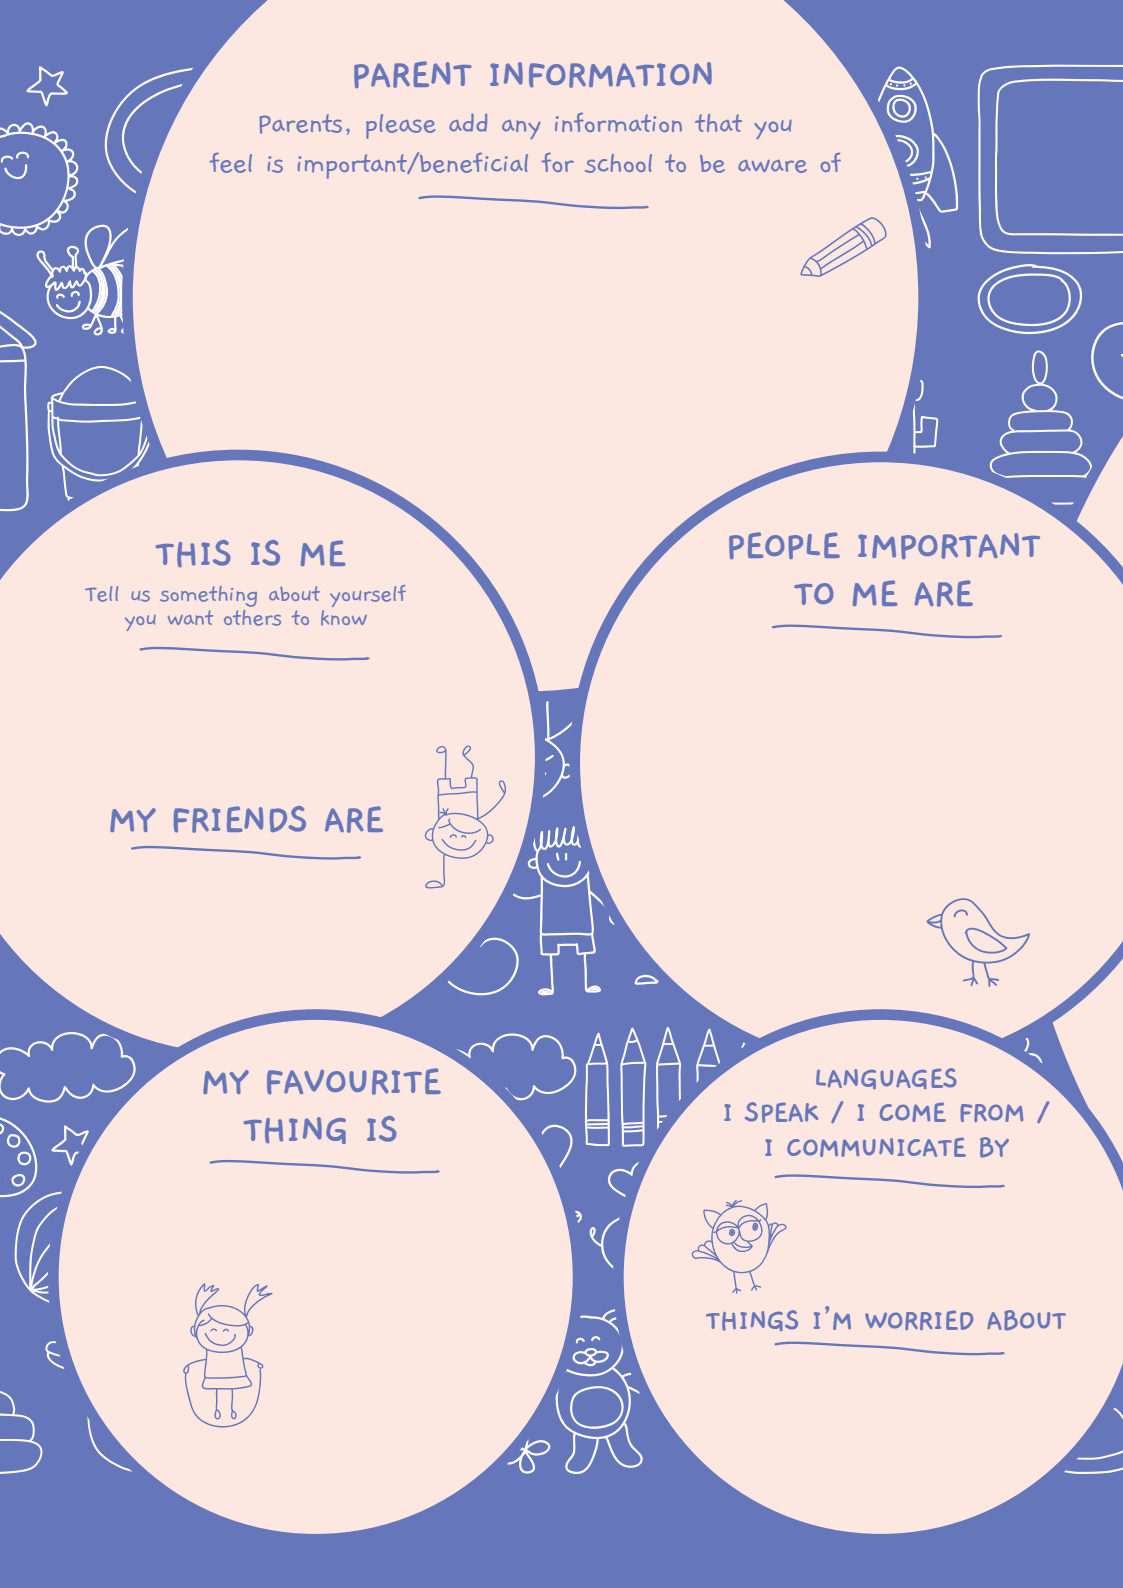 PARENT INFORMATION
Parents, please add any information that you
feel is important/beneficial for school to be aware of
THIS IS ME
Tell us something about yourself
you want others to know
MY FRIENDS ARE
PEOPLE IMPORTANT
TO ME ARE
MY FAVOURITE
THING IS
LANGUAGES
I SPEAK / I COME FROM /
I COMMUNICATE BY
THINGS I'M WORRIED ABOUT